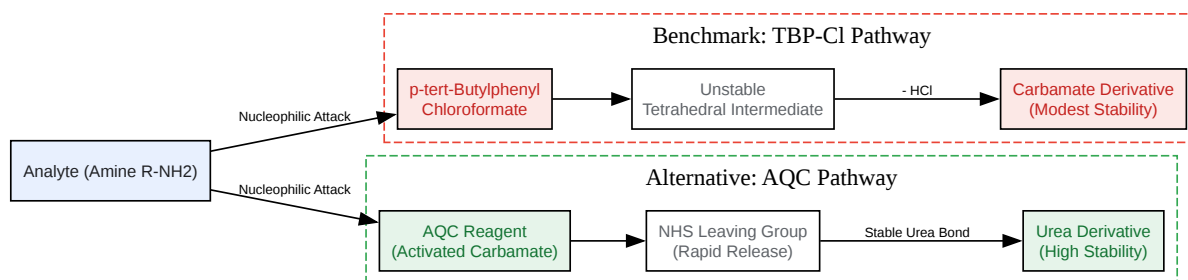 Benchmark: TBP-Cl Pathway
p-tert-Butylphenyl
Chloroformate
Unstable
Tetrahedral Intermediate
- HCl
Carbamate Derivative
(Modest Stability)
Nucleophilic Attack
Analyte (Amine R-NH2)
Nucleophilic Attack
Alternative: AQC Pathway
AQC Reagent
(Activated Carbamate)
NHS Leaving Group
(Rapid Release)
Stable Urea Bond
Urea Derivative
(High Stability)